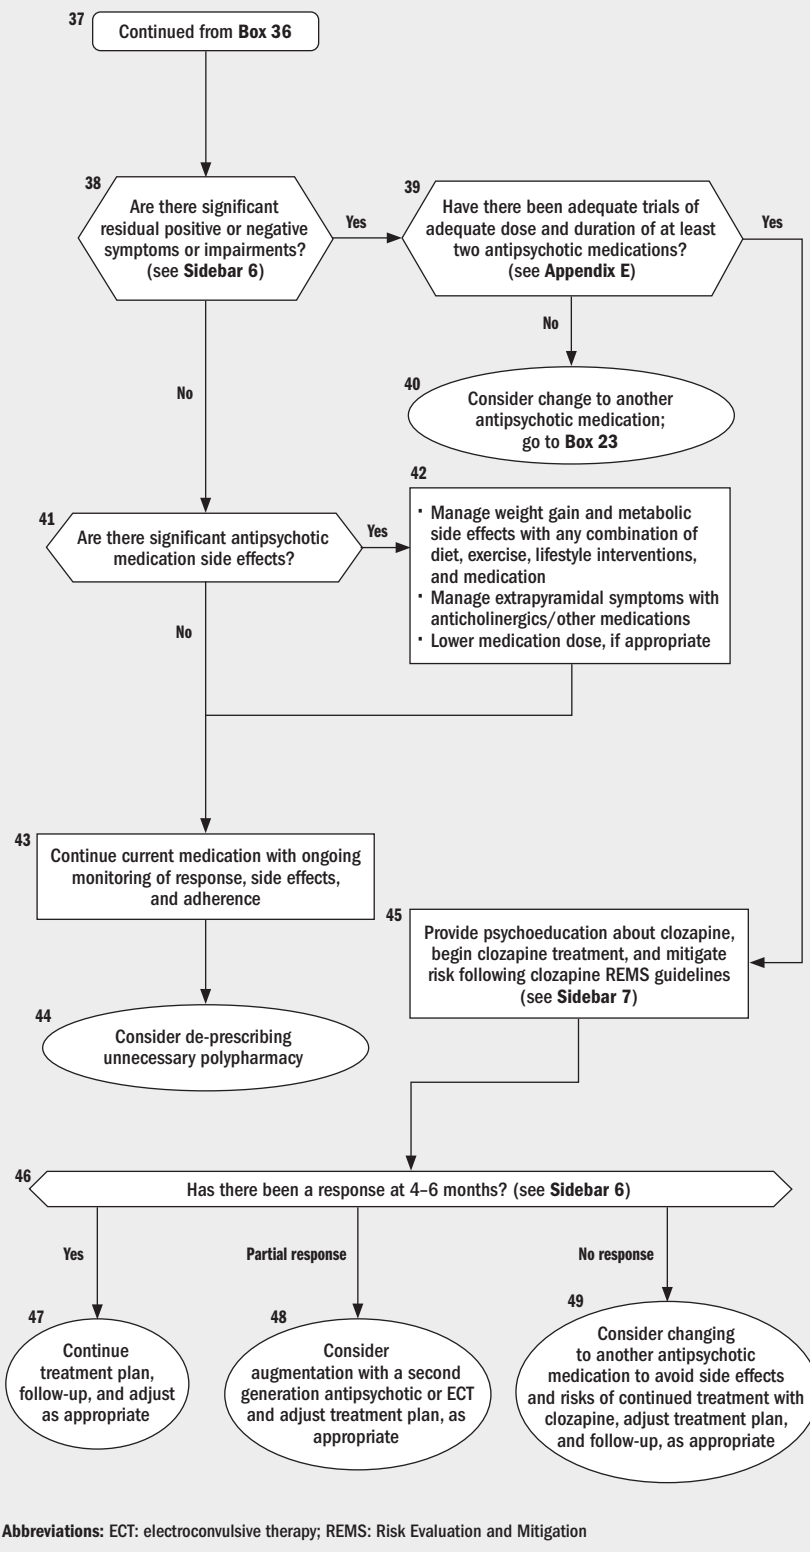 37
Continued from Box 36
38
Are there significant
residual positive or negative
symptoms or impairments?
(see Sidebar 6)
Yes
39
Have there been adequate trials of
adequate dose and duration of at least
two antipsychotic medications?
(see Appendix E)
Yes
No
No
40
Consider change to another
antipsychotic medication;
go to Box 23
41
Are there significant antipsychotic
medication side effects?
Yes
42
· Manage weight gain and metabolic
side effects with any combination of
diet, exercise, lifestyle interventions,
and medication
· Manage extrapyramidal symptoms with
anticholinergics/other medications
· Lower medication dose, if appropriate
No
43
Continue current medication with ongoing
monitoring of response, side effects,
and adherence
44
Consider de-prescribing
unnecessary polypharmacy
45
Provide psychoeducation about clozapine,
begin clozapine treatment, and mitigate
risk following clozapine REMS guidelines
(see Sidebar 7)
46
Has there been a response at 4–6 months? (see Sidebar 6)
Yes
Partial response
No response
47
Continue
treatment plan,
follow-up, and adjust
as appropriate
48
Consider
augmentation with a second
generation antipsychotic or ECT
and adjust treatment plan, as
appropriate
49
Consider changing
to another antipsychotic
medication to avoid side effects
and risks of continued treatment with
clozapine, adjust treatment plan,
and follow-up, as appropriate
Abbreviations: ECT: electroconvulsive therapy; REMS: Risk Evaluation and Mitigation